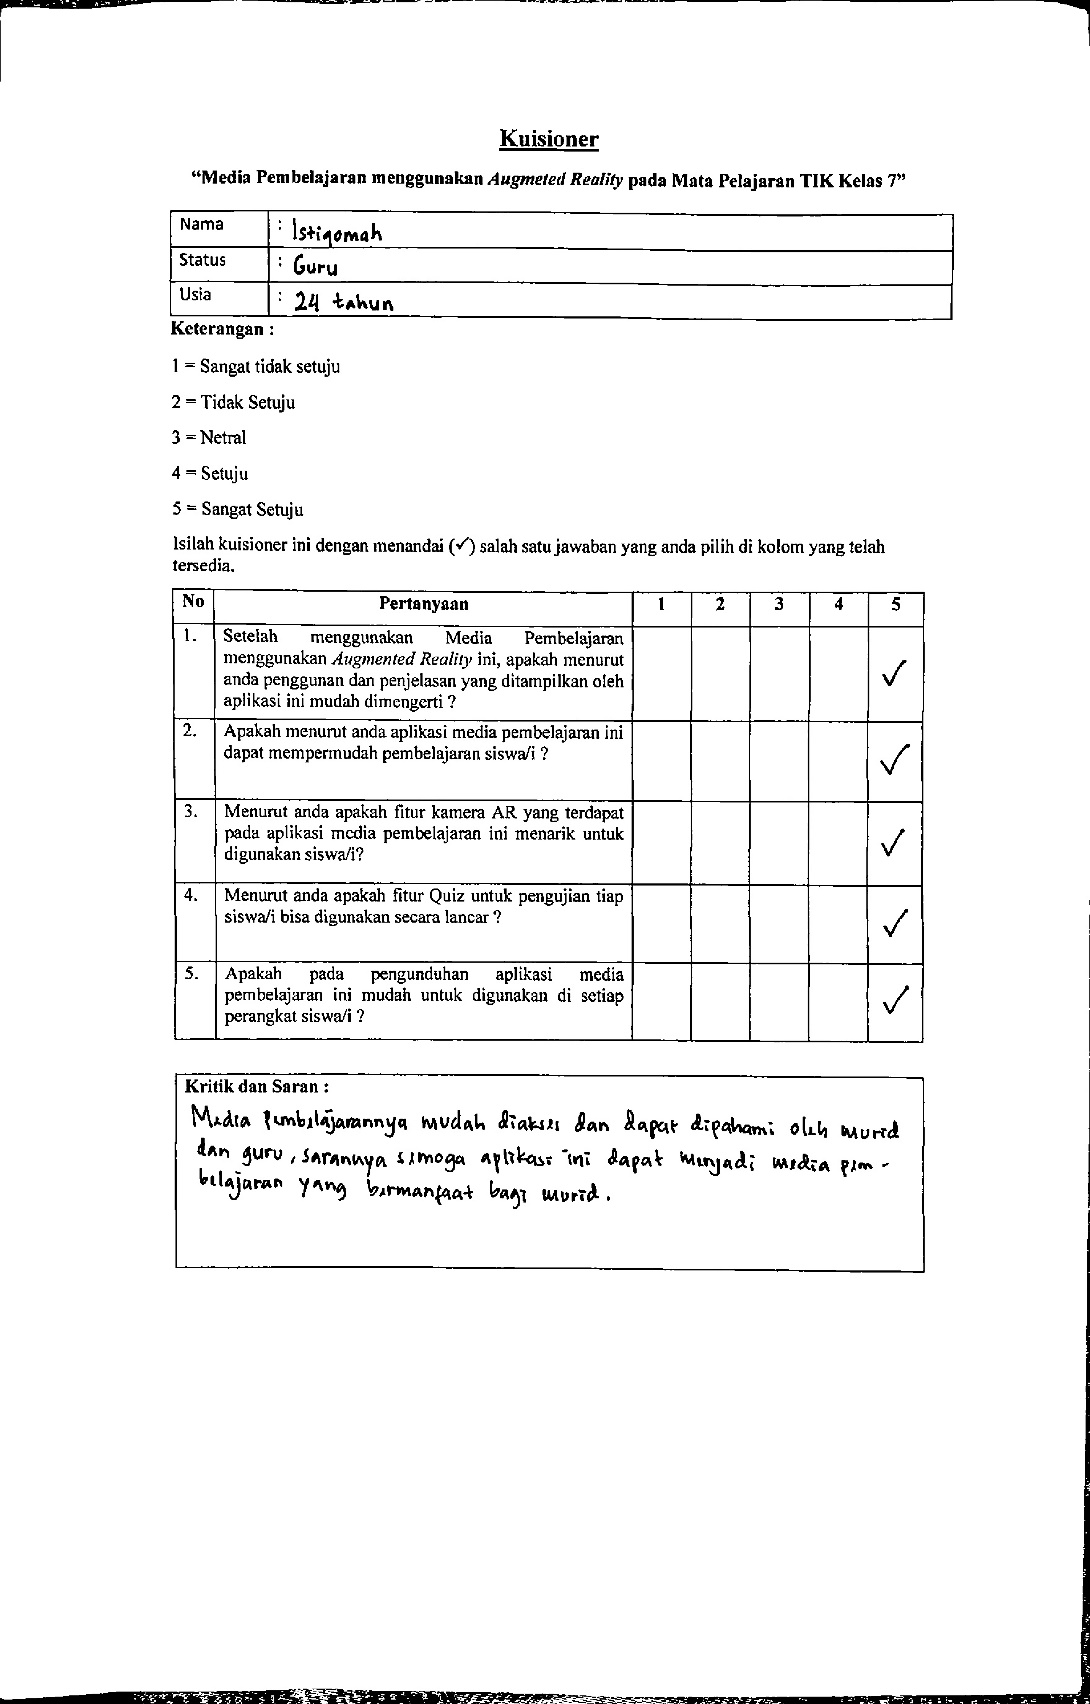 Kuisioner
“Media Pembelajaran menggunakan Augmeted Reality pada Mata Pelajaran TIK Kelas 7”
Nama : Istiqomah
Status : Guru
Usia : 24 tahun
Keterangan :
1 = Sangat tidak setuju
2 = Tidak Setuju
3 = Netral
4 = Setuju
5 = Sangat Setuju
Isilah kuisioner ini dengan menandai (✓) salah satu jawaban yang anda pilih di kolom yang telah
tersedia.
No Pertanyaan 1 2 3 4 5
1. Setelah menggunakan Media Pembelajaran
menggunakan Augmented Reality ini, apakah menurut
anda penggunan dan penjelasan yang ditampilkan oleh ✓
aplikasi ini mudah dimengerti ?
2. Apakah menurut anda aplikasi media pembelajaran ini
dapat mempermudah pembelajaran siswa/i ? ✓
3. Menurut anda apakah fitur kamera AR yang terdapat
pada aplikasi media pembelajaran ini menarik untuk ✓
digunakan siswa/i?
4. Menurut anda apakah fitur Quiz untuk pengujian tiap
siswa/i bisa digunakan secara lancar ? ✓
5. Apakah pada pengunduhan aplikasi media
pembelajaran ini mudah untuk digunakan di setiap ✓
perangkat siswa/i ?
Kritik dan Saran :
Media Pembelajarannya mudah diakses dan dapat dipahami oleh murid
dan guru, sarannya semoga aplikasi ini dapat menjadi media pem-
belajaran yang bermanfaat bagi murid.